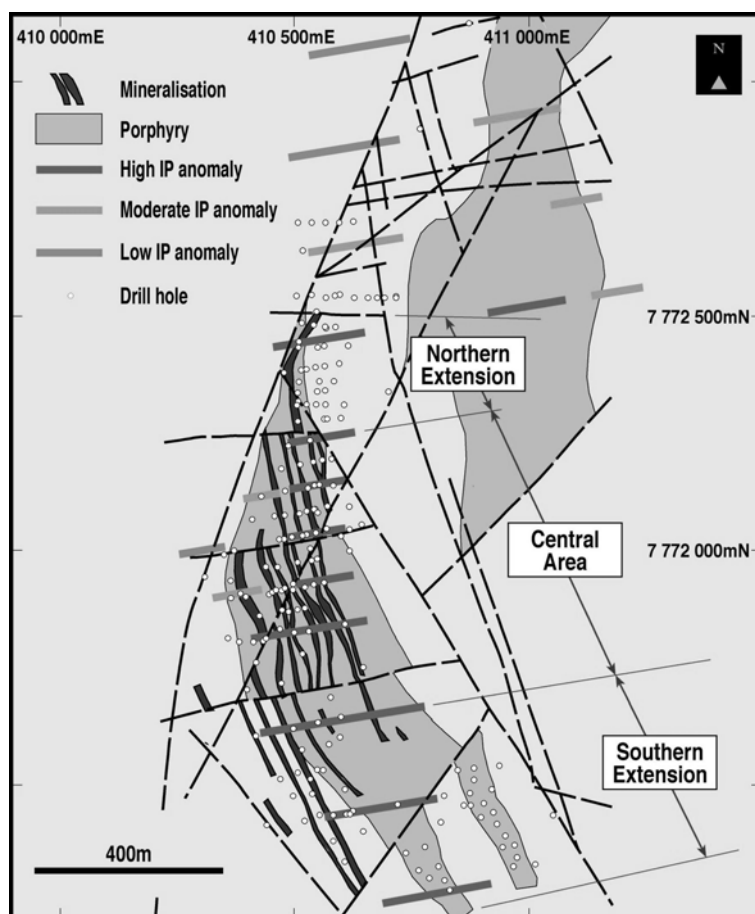 410 000mE
410 500mE
411 000mE
N
Mineralisation
Porphyry
High IP anomaly
Moderate IP anomaly
Low IP anomaly
Drill hole
7 772 500mN
Northern
Extension
Central
Area
7 772 000mN
Southern
Extension
400m